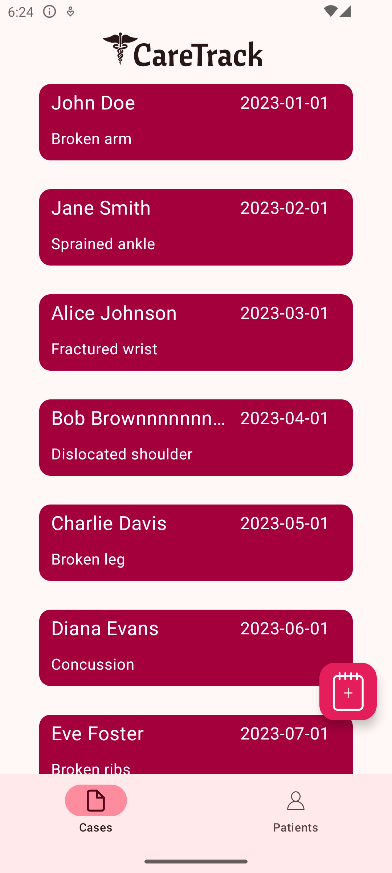 6:24
CareTrack
John Doe 2023-01-01
Broken arm
Jane Smith 2023-02-01
Sprained ankle
Alice Johnson 2023-03-01
Fractured wrist
Bob Brownnnnnnn... 2023-04-01
Dislocated shoulder
Charlie Davis 2023-05-01
Broken leg
Diana Evans 2023-06-01
Concussion
Eve Foster 2023-07-01
Broken ribs
Cases Patients